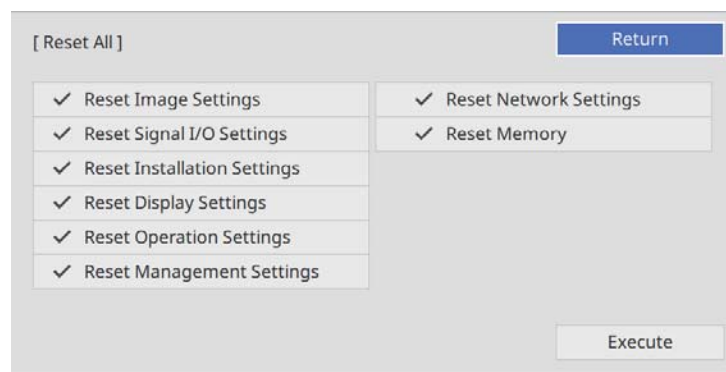 [ Reset All ]
Return
Reset Image Settings
Reset Signal I/O Settings
Reset Installation Settings
Reset Display Settings
Reset Operation Settings
Reset Management Settings
Reset Network Settings
Reset Memory
Execute